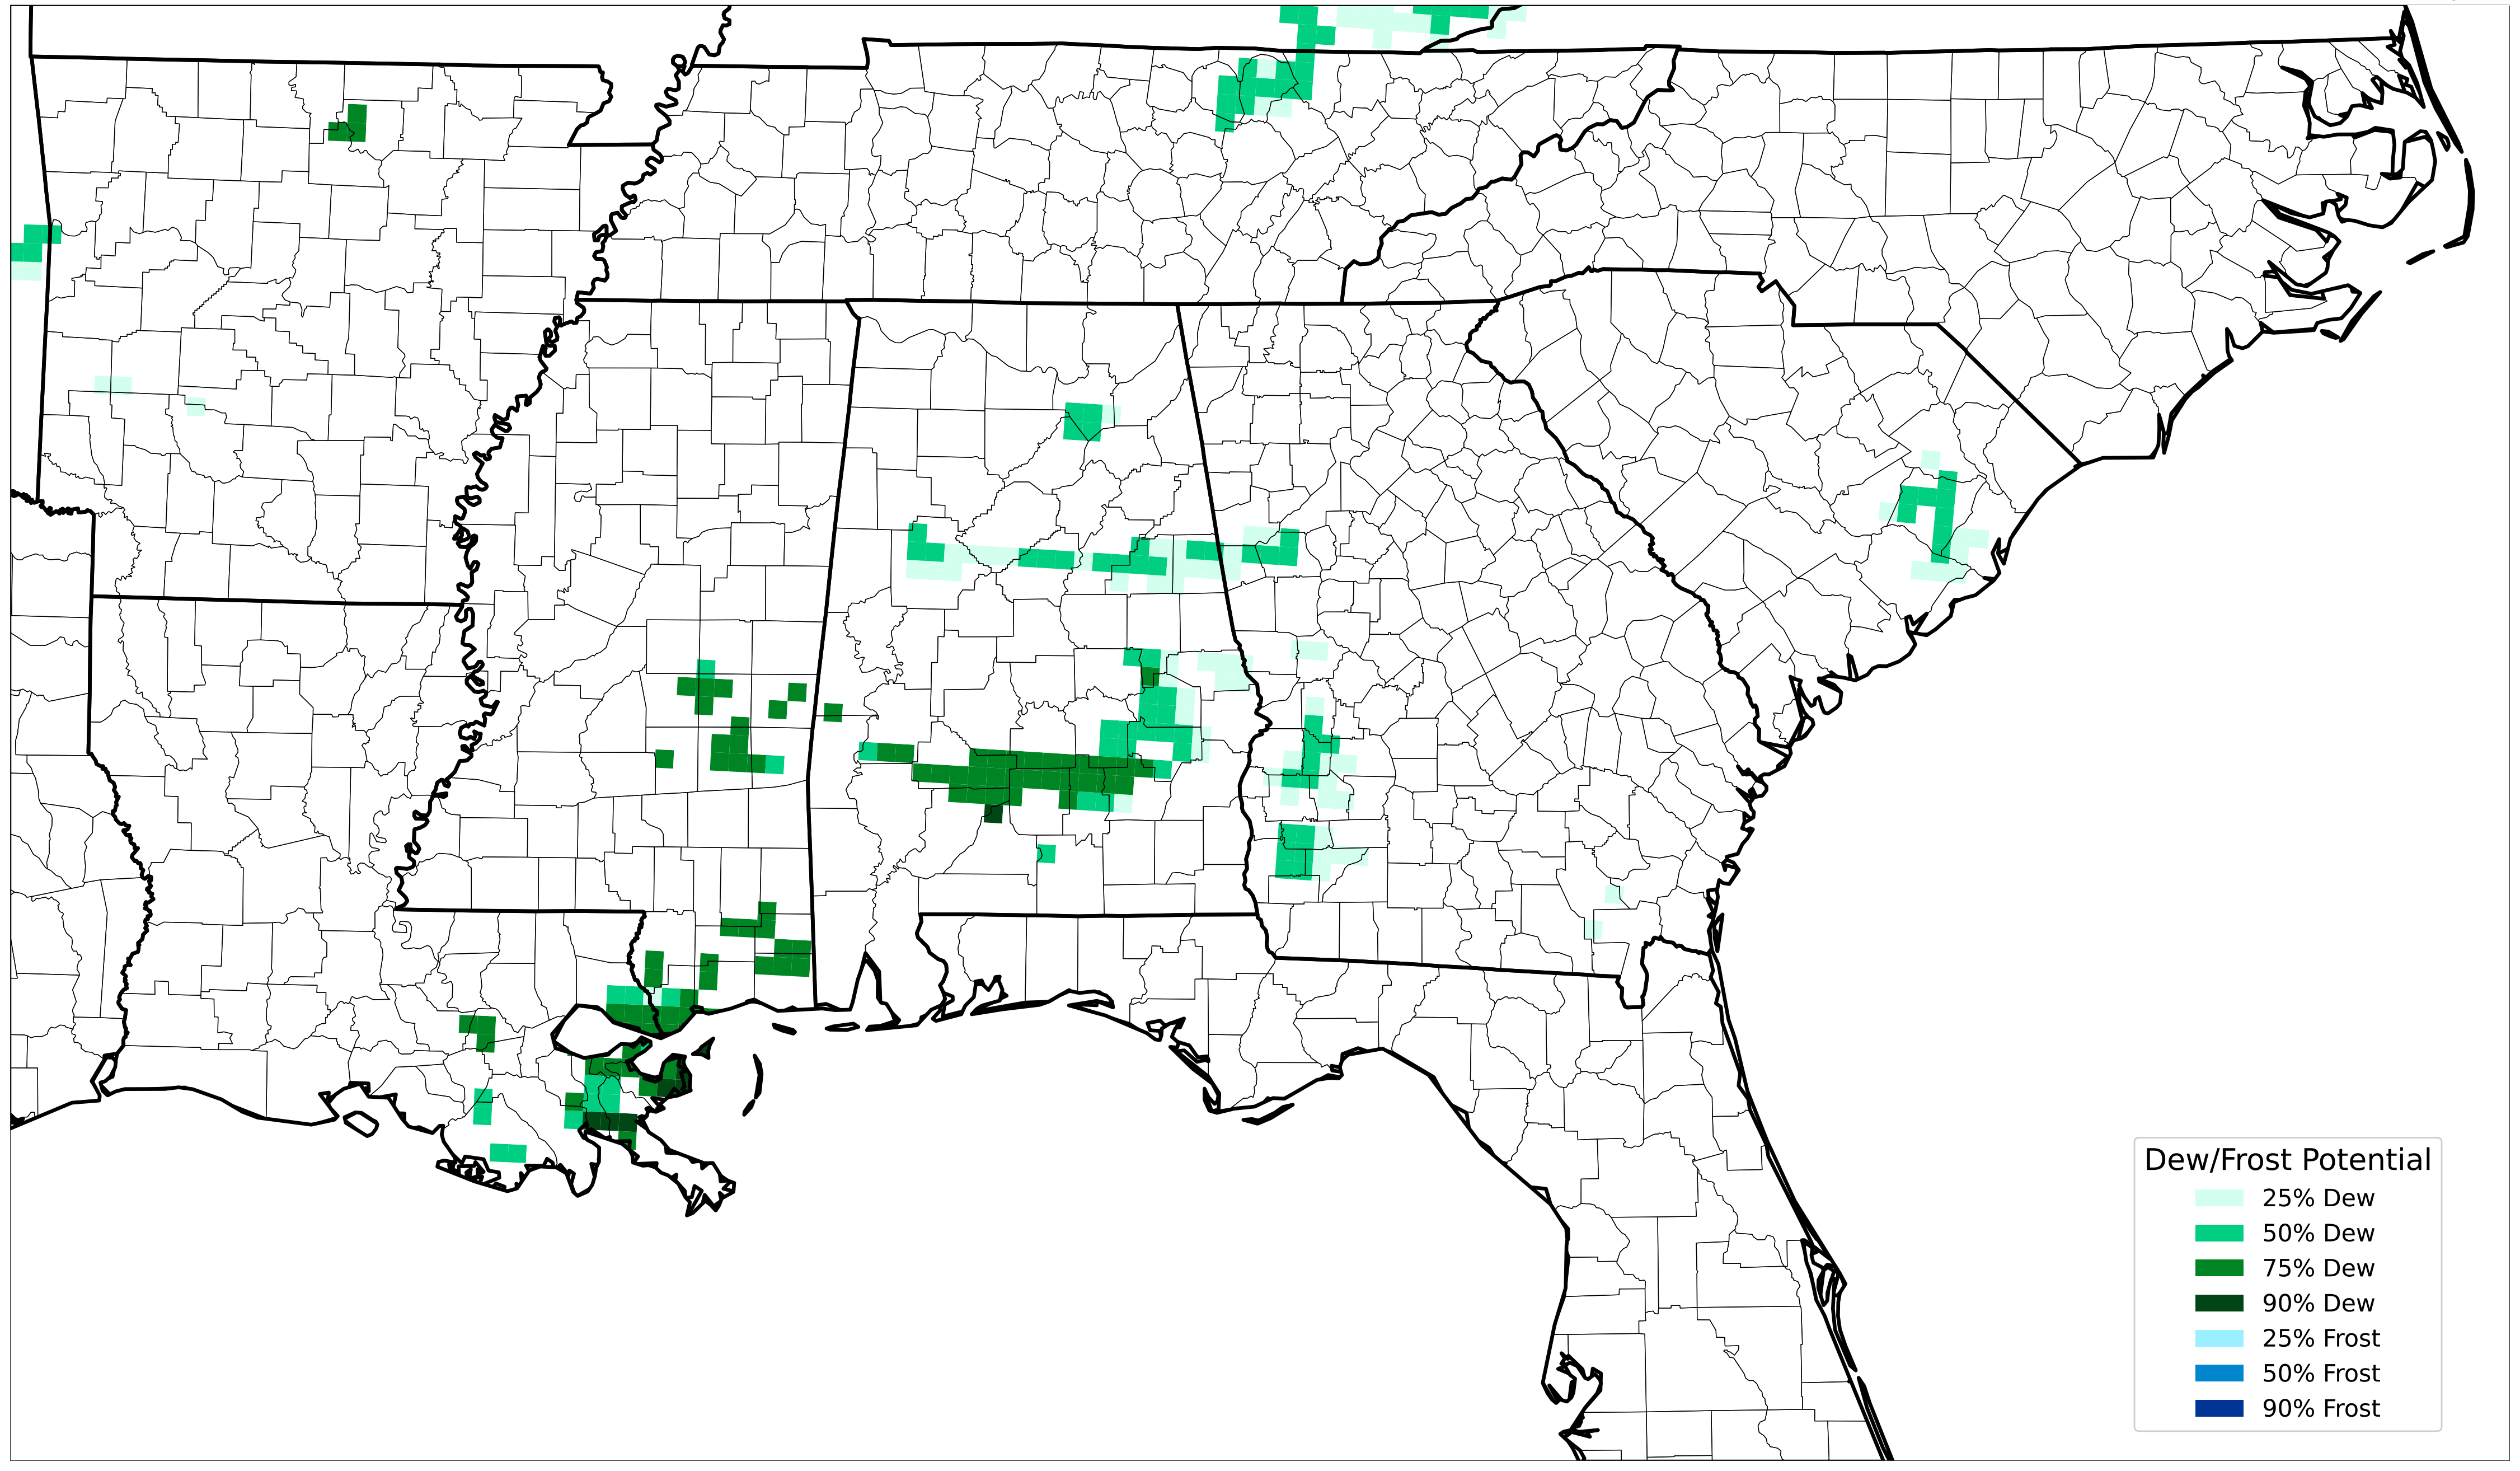 Dew/Frost Potential
25% Dew
50% Dew
75% Dew
90% Dew
25% Frost
50% Frost
90% Frost